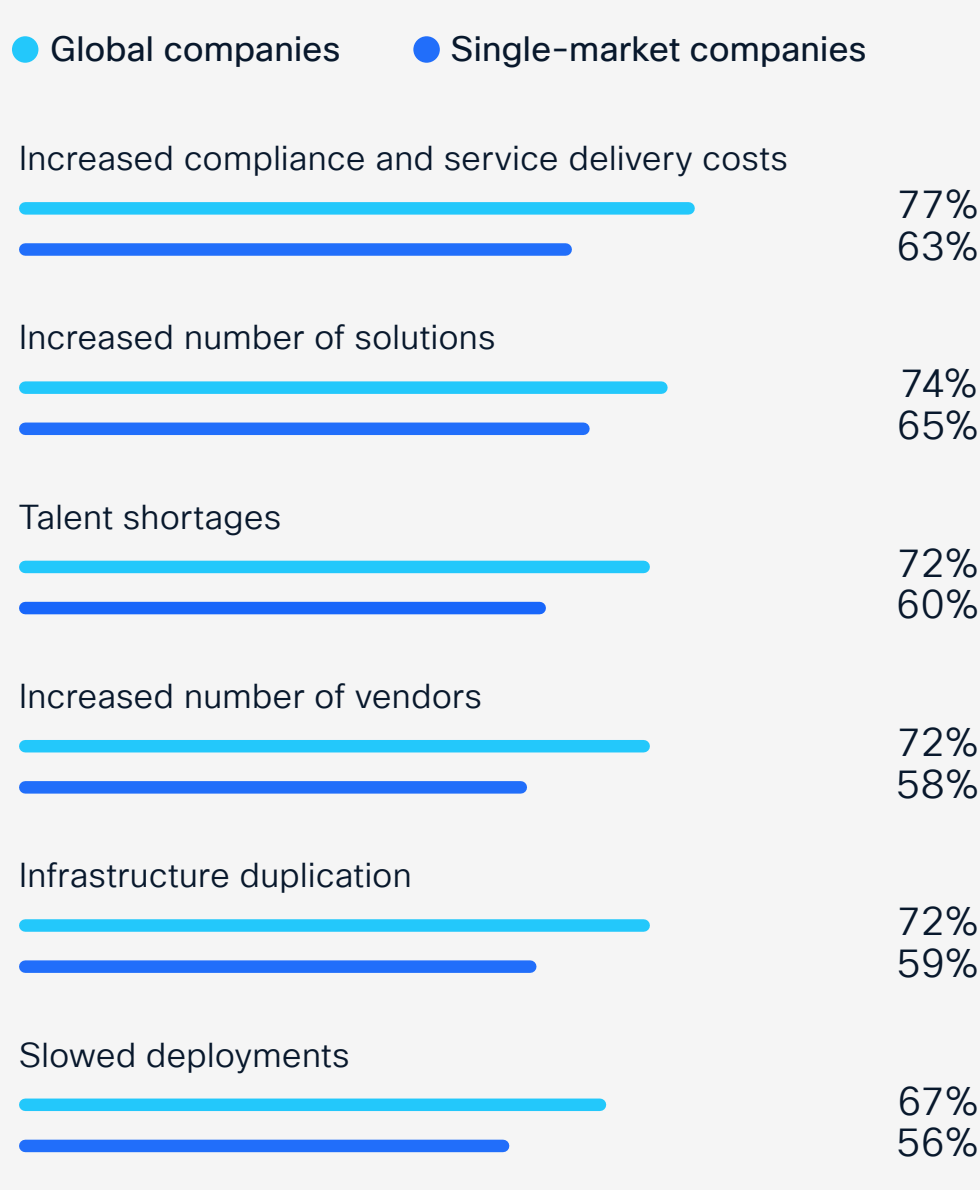 Global companies Single-market companies
Increased compliance and service delivery costs
77%
63%
Increased number of solutions
74%
65%
Talent shortages
72%
60%
Increased number of vendors
72%
58%
Infrastructure duplication
72%
59%
Slowed deployments
67%
56%